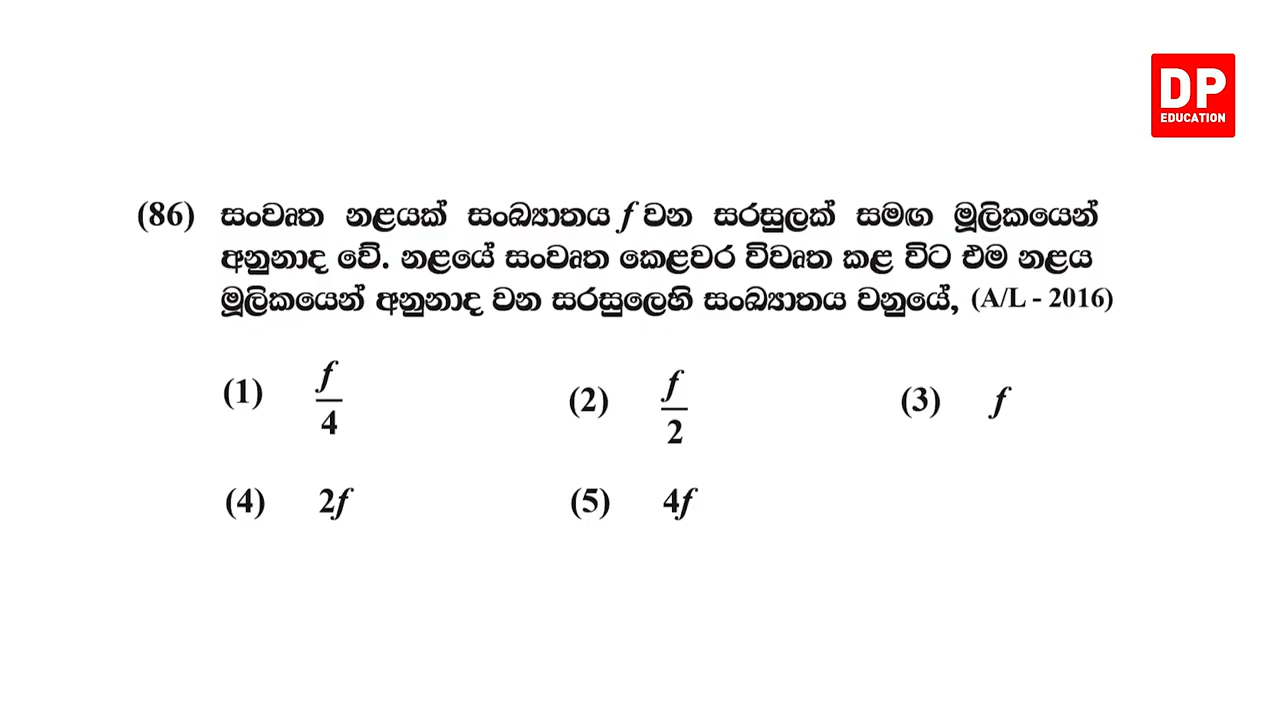 DP
EDUCATION
(86) සංවෘත නළයක් සංඛ්‍යාතය f වන සරසුලක් සමඟ මූලිකයෙන්
අනුනාද වේ. නළයේ සංවෘත කෙළවර විවෘත කළ විට එම නළය
මූලිකයෙන් අනුනාද වන සරසුලෙහි සංඛ්‍යාතය වනුයේ, (A/L - 2016)
(1) f/4 (2) f/2 (3) f
(4) 2f (5) 4f